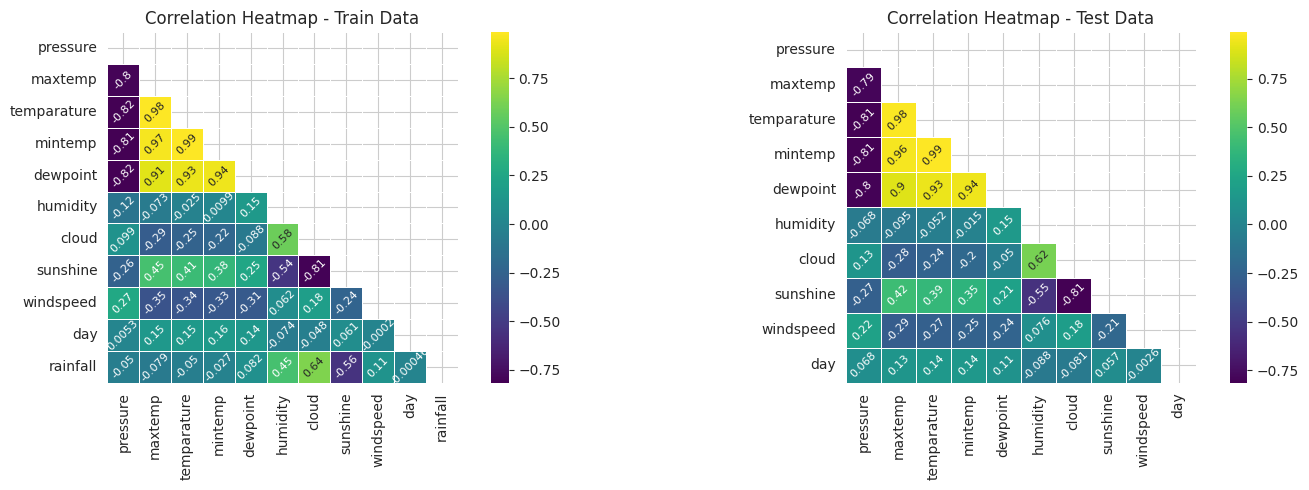 Correlation Heatmap - Train Data
pressure
maxtemp
-0.8
temparature
-0.82 0.98
mintemp
-0.81 0.97 0.99
dewpoint
-0.82 0.91 0.93 0.94
humidity
-0.12 -0.073 -0.025 0.15
cloud
0.099 -0.29 -0.25 -0.22 -0.088 0.58
sunshine
-0.26 0.45 0.41 0.38 0.25 -0.54 -0.81
windspeed
0.27 -0.35 -0.34 -0.33 -0.31 0.062 0.18 -0.24
day
0.15 0.15 0.16 0.14 -0.074 -0.048 0.061
rainfall
-0.05 -0.079 -0.05 -0.027 0.082 0.45 0.64 -0.56 0.11
pressure
maxtemp
temparature
mintemp
dewpoint
humidity
cloud
sunshine
windspeed
day
rainfall
0.75
0.50
0.25
0.00
−0.25
−0.50
−0.75
Correlation Heatmap - Test Data
pressure
maxtemp
-0.79
temparature
-0.81 0.98
mintemp
-0.81 0.96 0.99
dewpoint
-0.8 0.9 0.93 0.94
humidity
-0.068 -0.095 -0.052 -0.015 0.15
cloud
0.13 -0.28 -0.24 -0.2 -0.05 0.62
sunshine
-0.27 0.42 0.39 0.35 0.21 -0.55 -0.81
windspeed
0.22 -0.29 -0.27 -0.25 -0.24 0.076 0.18 -0.21
day
0.068 0.13 0.14 0.14 0.11 -0.088 -0.081 0.057 -0.0026
pressure
maxtemp
temparature
mintemp
dewpoint
humidity
cloud
sunshine
windspeed
day
0.75
0.50
0.25
0.00
−0.25
−0.50
−0.75